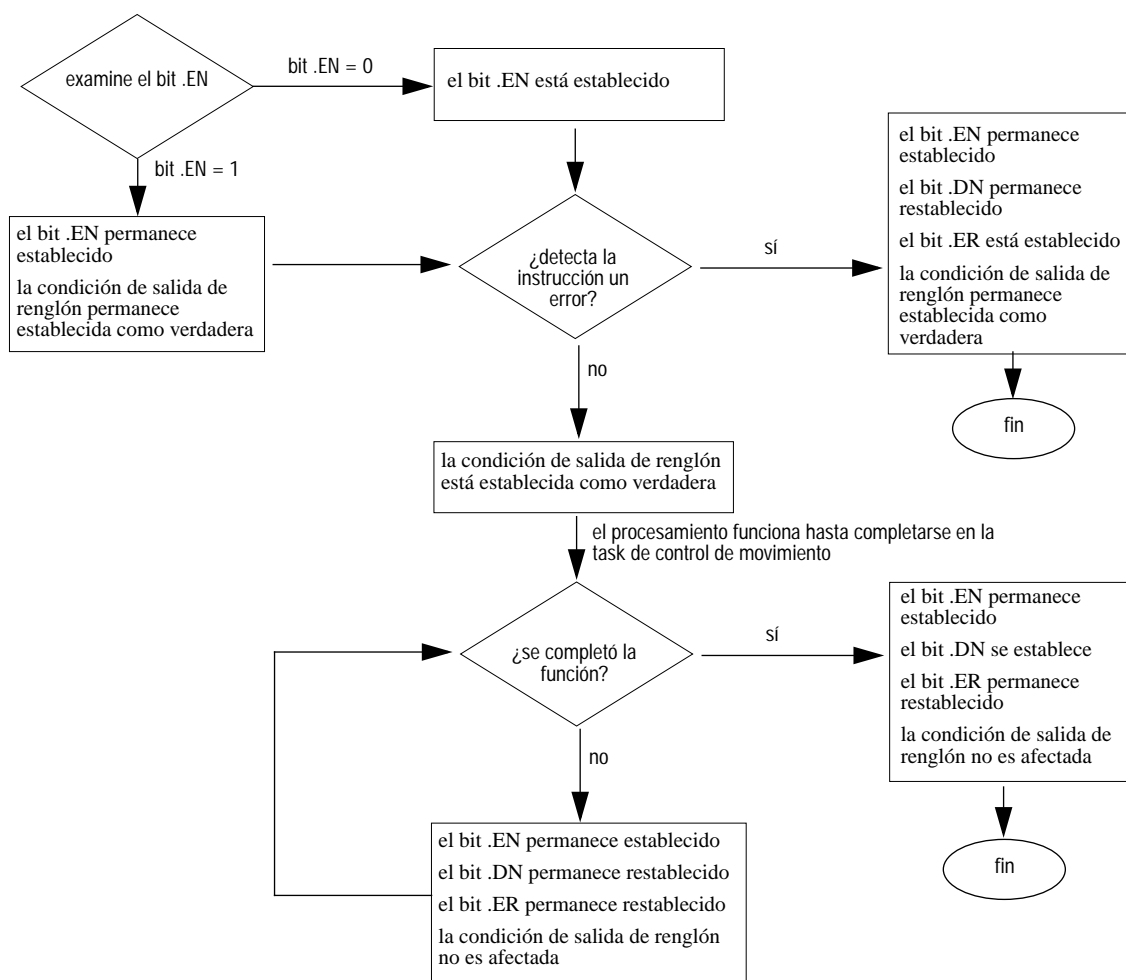 examine el bit .EN
bit .EN = 0
el bit .EN está establecido
bit .EN = 1
el bit .EN permanece
establecido
la condición de salida de
renglón permanece
establecida como verdadera
¿detecta la
instrucción un
error?
sí
el bit .EN permanece
establecido
el bit .DN permanece
restablecido
el bit .ER está establecido
la condición de salida de
renglón permanece
establecida como
verdadera
fin
no
la condición de salida de renglón
está establecida como verdadera
el procesamiento funciona hasta completarse en la
task de control de movimiento
¿se completó la
función?
sí
el bit .EN permanece
establecido
el bit .DN se establece
el bit .ER permanece
restablecido
la condición de salida de
renglón no es afectada
fin
no
el bit .EN permanece establecido
el bit .DN permanece restablecido
el bit .ER permanece restablecido
la condición de salida de renglón
no es afectada